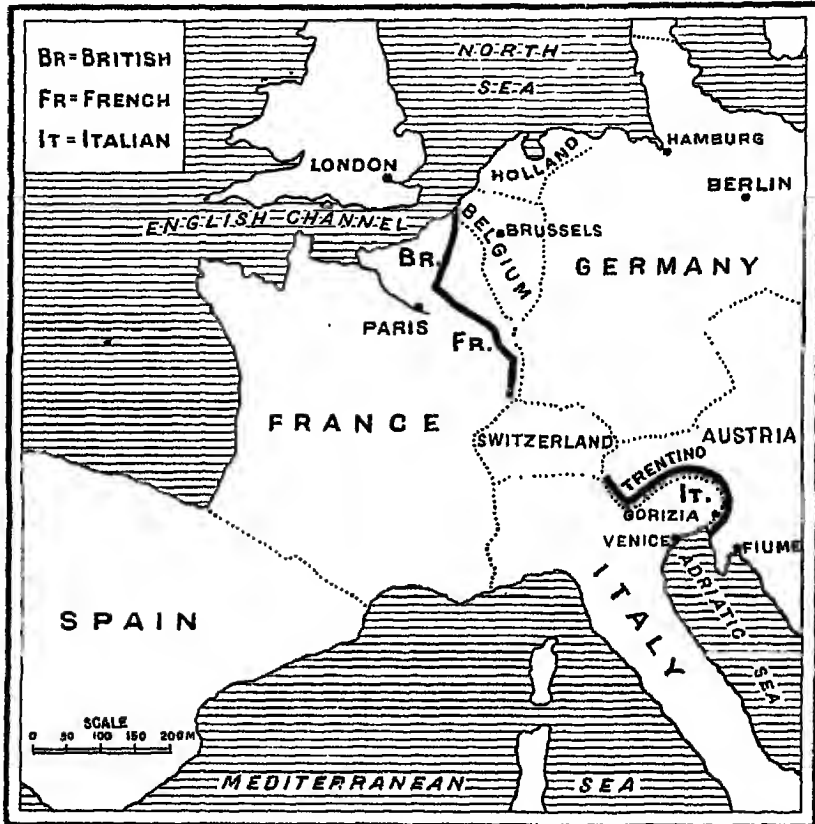 BR=BRITISH
FR=FRENCH
IT=ITALIAN
NORTH
SEA
LONDON
HOLLAND
HAMBURG
BERLIN
ENGLISH CHANNEL
BELGIUM
BRUSSELS
BR.
GERMANY
PARIS
FR.
FRANCE
SWITZERLAND
AUSTRIA
TRENTINO
IT.
GORIZIA
VENICE
FIUME
ADRIATIC
SEA
ITALY
SPAIN
SCALE
0 50 100 150 200M
MEDITERRANEAN SEA